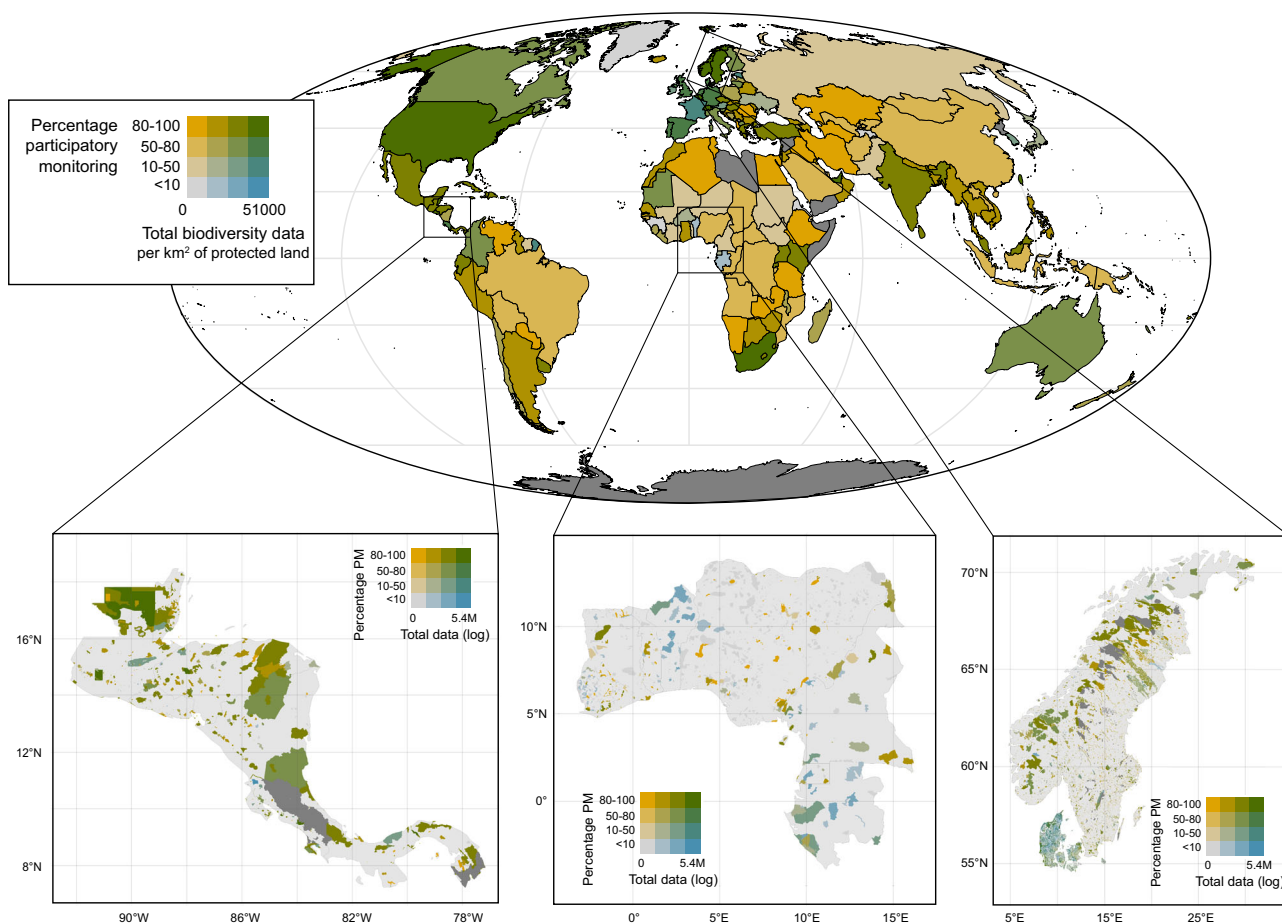 Percentage 80-100
participatory 50-80
monitoring 10-50
<10
0 51000
Total biodiversity data
per km² of protected land
Percentage PM
80-100
50-80
10-50
<10
0 5.4M
Total data (log)
16°N
12°N
8°N
90°W 86°W 82°W 78°W
10°N
5°N
0°
Percentage PM
80-100
50-80
10-50
<10
0 5.4M
Total data (log)
0° 5°E 10°E 15°E
70°N
65°N
60°N
55°N
Percentage PM
80-100
50-80
10-50
<10
0 5.4M
Total data (log)
5°E 15°E 25°E